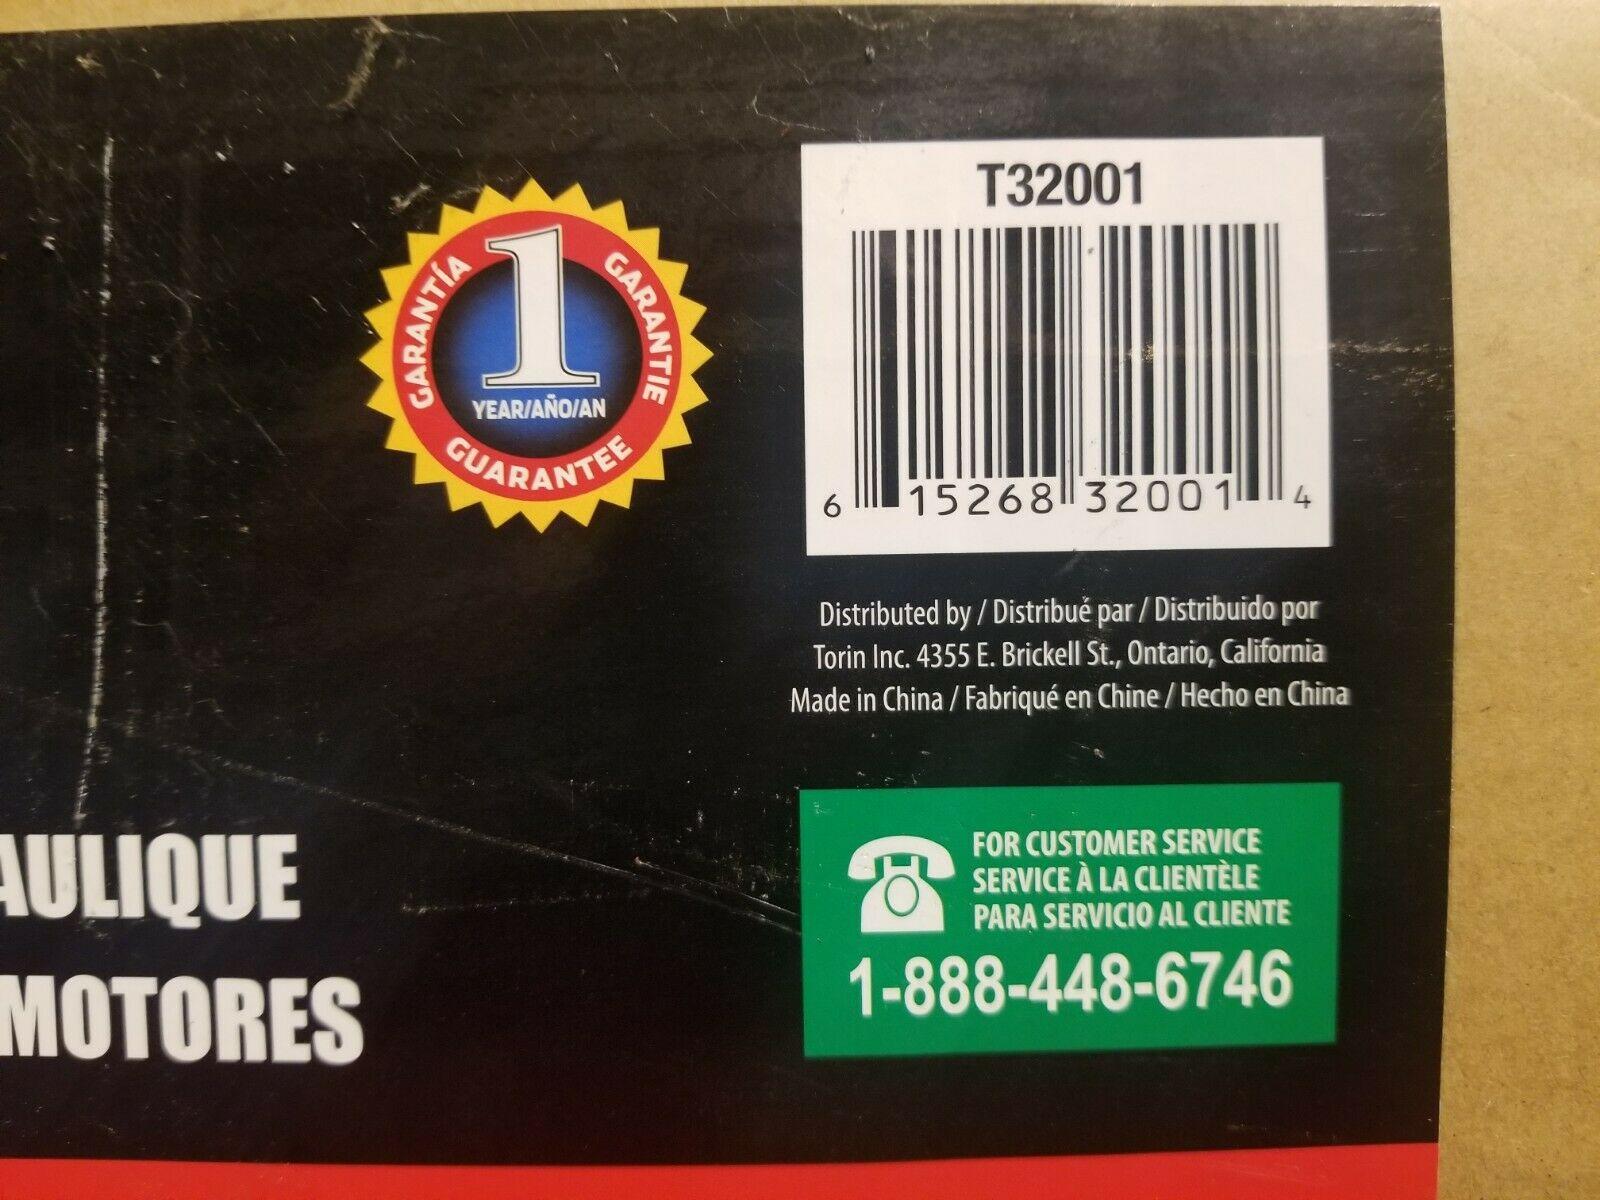 GARANTÍA
GARANTIE
1
YEAR/AÑO/AN
GUARANTEE
T32001
6 15268 32001 4
Distributed by / Distribué par / Distribuido por
Torin Inc. 4355 E. Brickell St., Ontario, California
Made in China / Fabriqué en Chine / Hecho en China
AULIQUE
MOTORES
FOR CUSTOMER SERVICE
SERVICE À LA CLIENTÈLE
PARA SERVICIO AL CLIENTE
1-888-448-6746